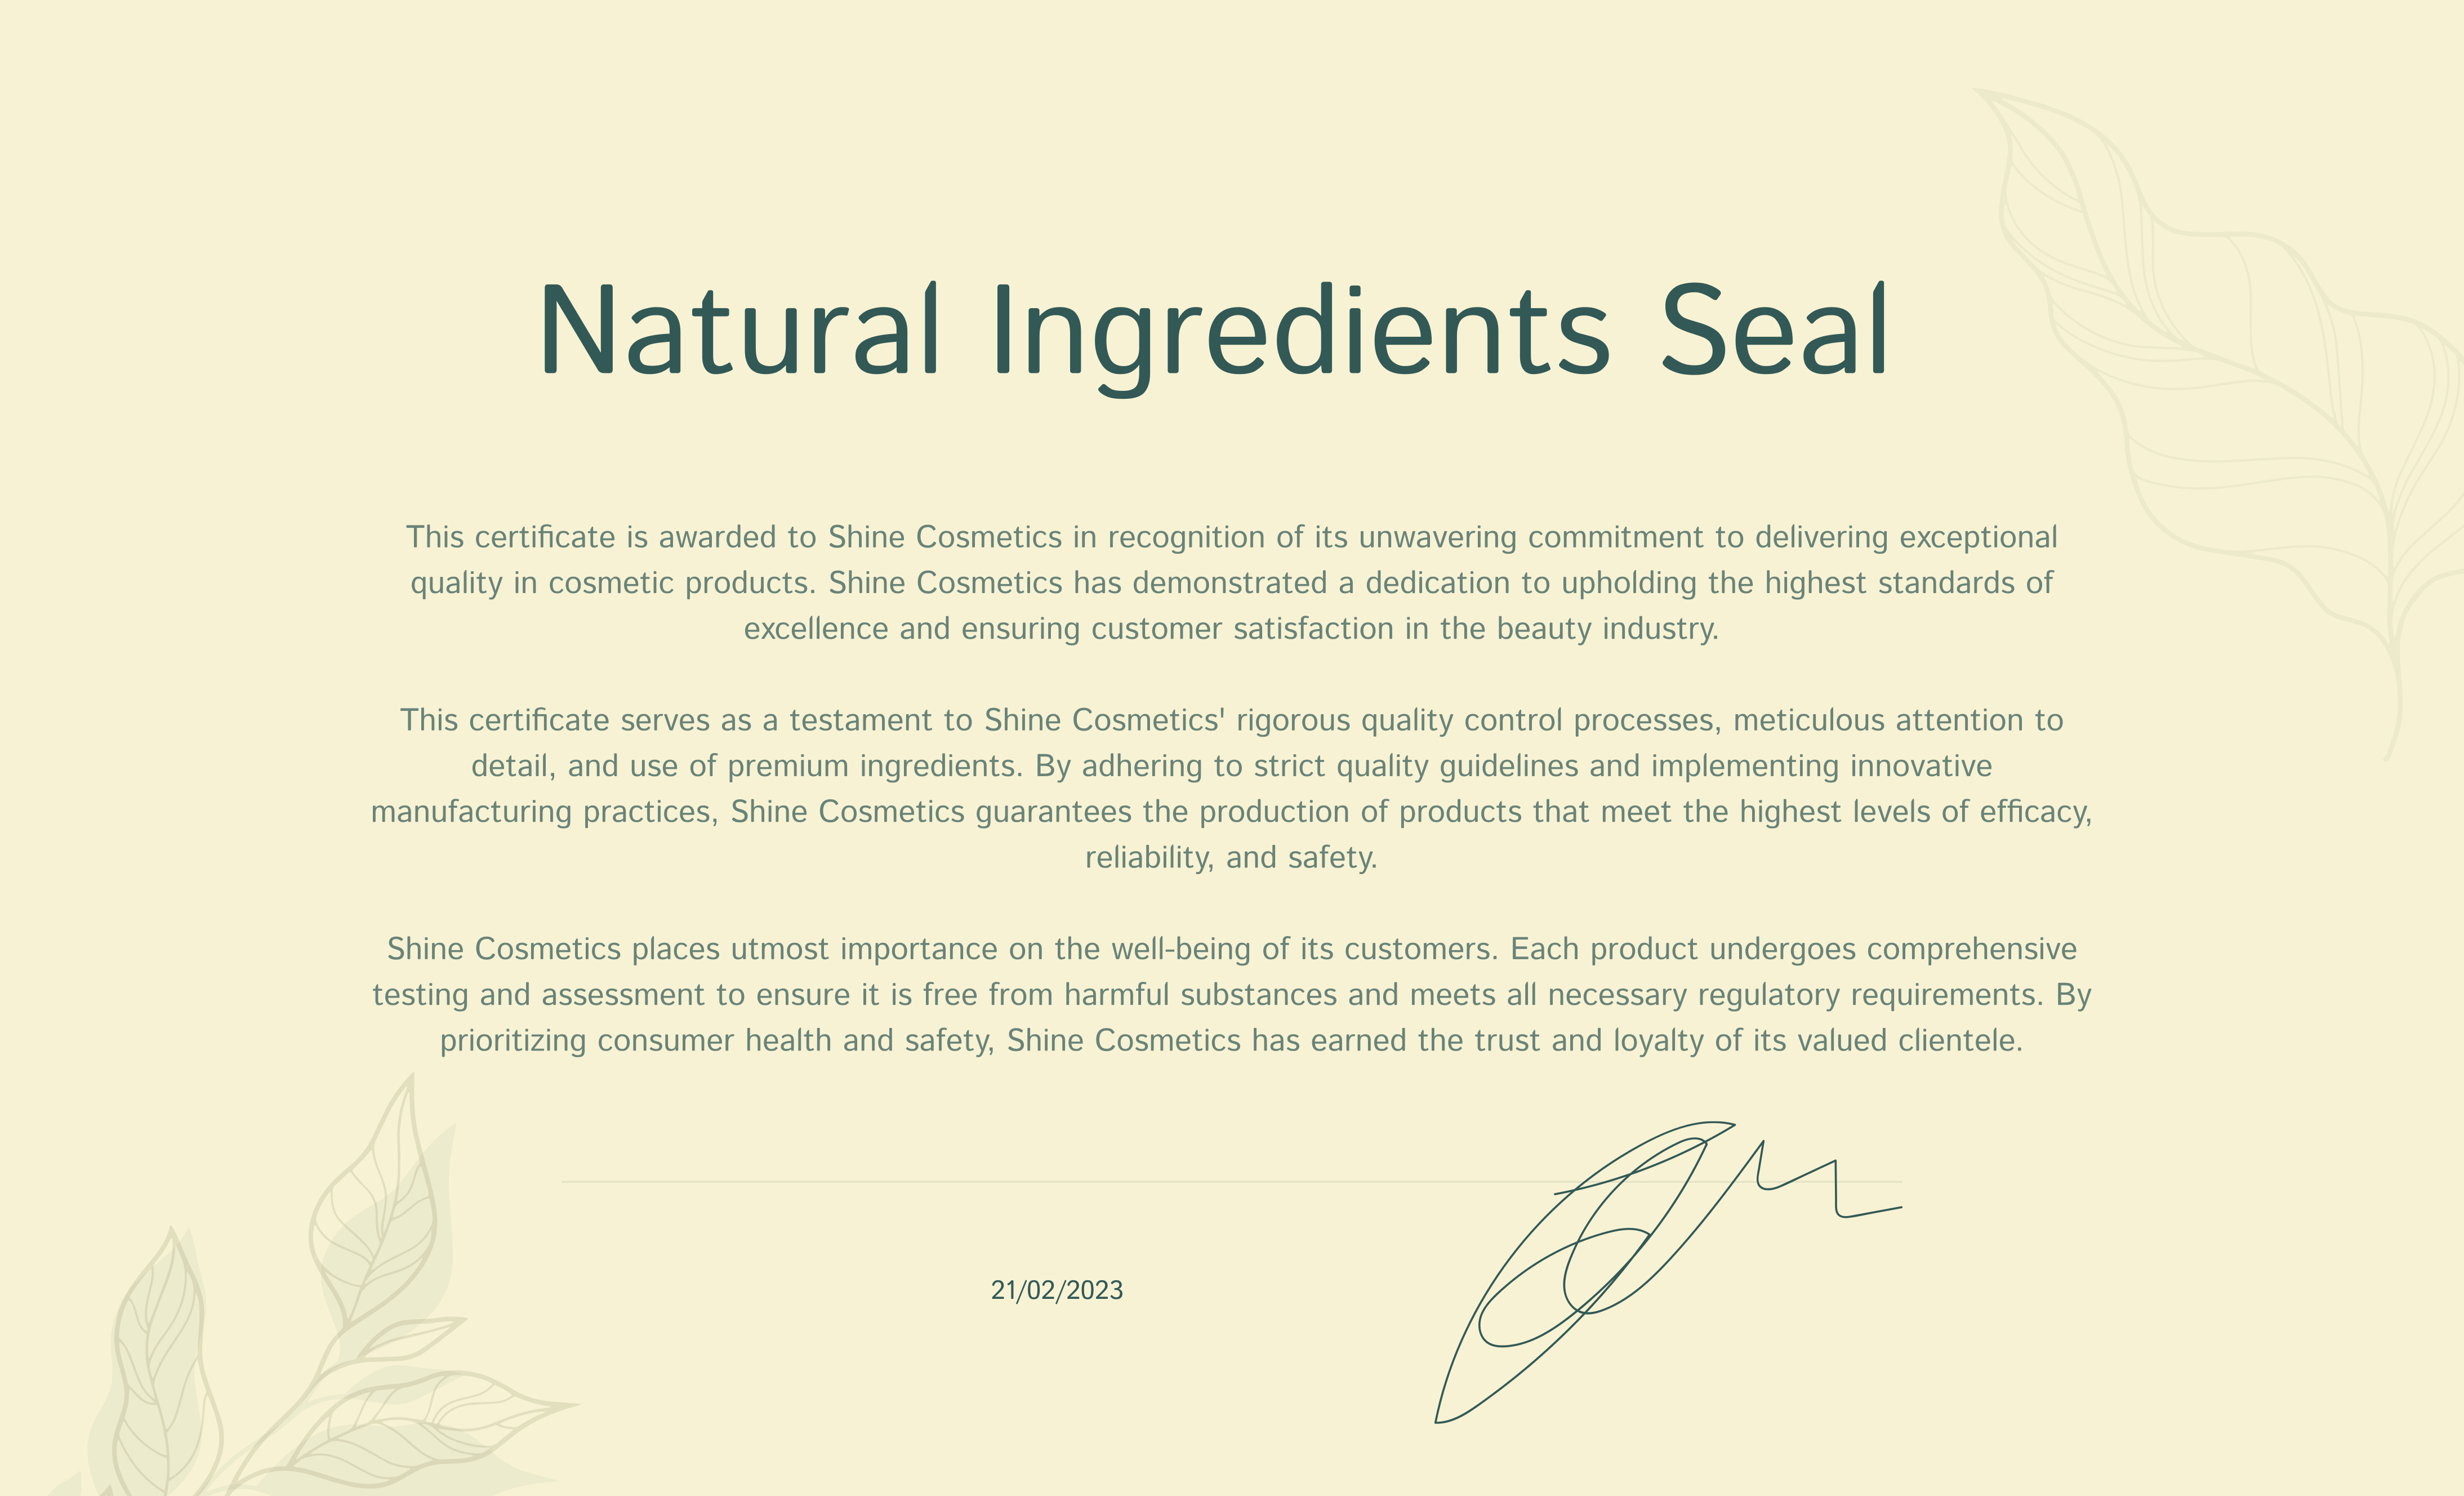 Natural Ingredients Seal
This certificate is awarded to Shine Cosmetics in recognition of its unwavering commitment to delivering exceptional
quality in cosmetic products. Shine Cosmetics has demonstrated a dedication to upholding the highest standards of
excellence and ensuring customer satisfaction in the beauty industry.
This certificate serves as a testament to Shine Cosmetics' rigorous quality control processes, meticulous attention to
detail, and use of premium ingredients. By adhering to strict quality guidelines and implementing innovative
manufacturing practices, Shine Cosmetics guarantees the production of products that meet the highest levels of efficacy,
reliability, and safety.
Shine Cosmetics places utmost importance on the well-being of its customers. Each product undergoes comprehensive
testing and assessment to ensure it is free from harmful substances and meets all necessary regulatory requirements. By
prioritizing consumer health and safety, Shine Cosmetics has earned the trust and loyalty of its valued clientele.
21/02/2023